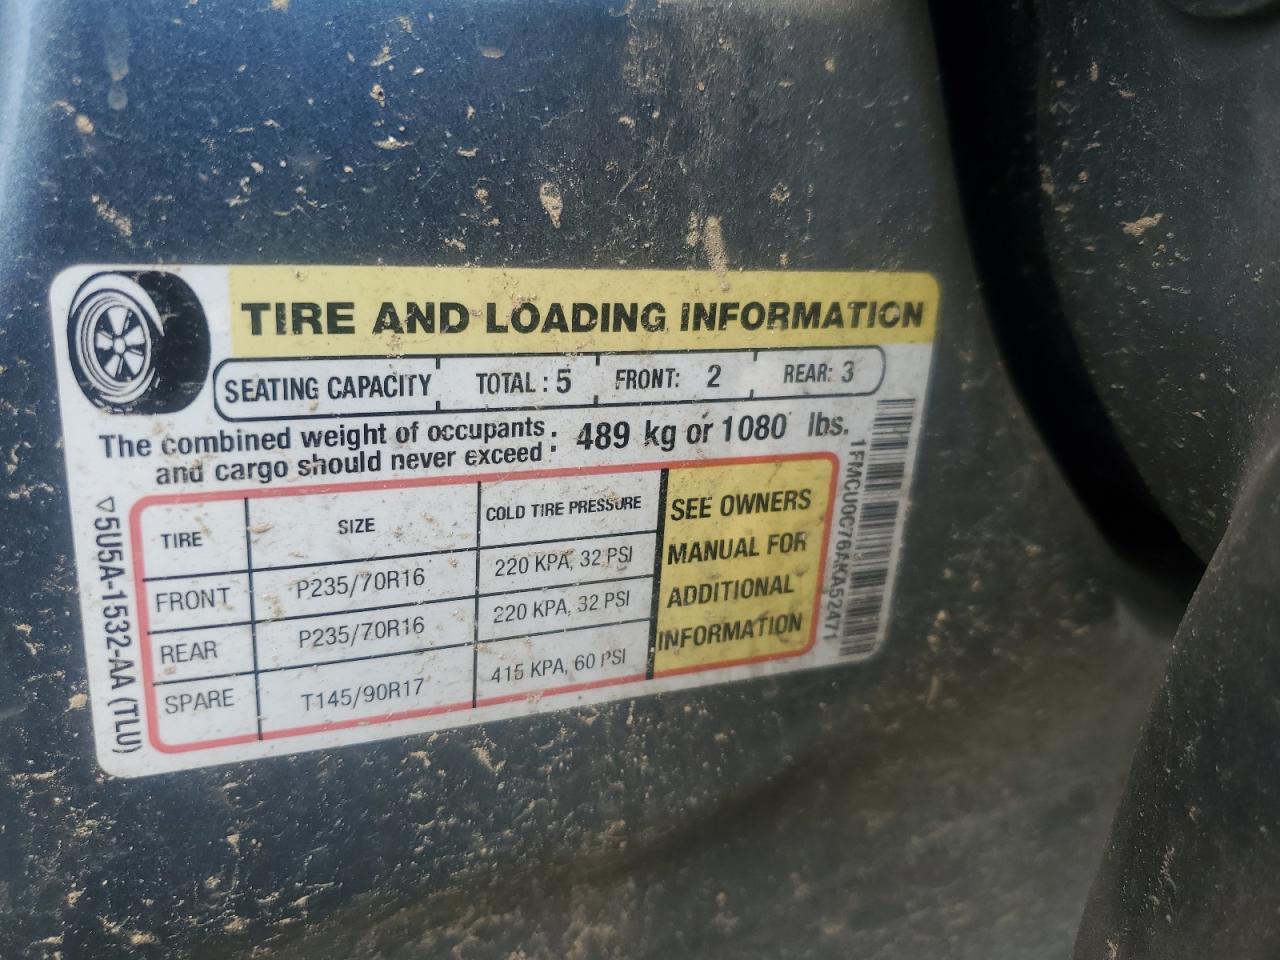 TIRE AND LOADING INFORMATION
SEATING CAPACITY TOTAL : 5 FRONT: 2 REAR: 3
The combined weight of occupants
and cargo should never exceed : 489 kg or 1080 lbs.
TIRE SIZE COLD TIRE PRESSURE
FRONT P235/70R16 220 KPA, 32 PSI
REAR P235/70R16 220 KPA, 32 PSI
SPARE T145/90R17 415 KPA, 60 PSI
SEE OWNERS
MANUAL FOR
ADDITIONAL
INFORMATION
5U5A-1532-AA (TLU)
1FMCU0C76AKA52471